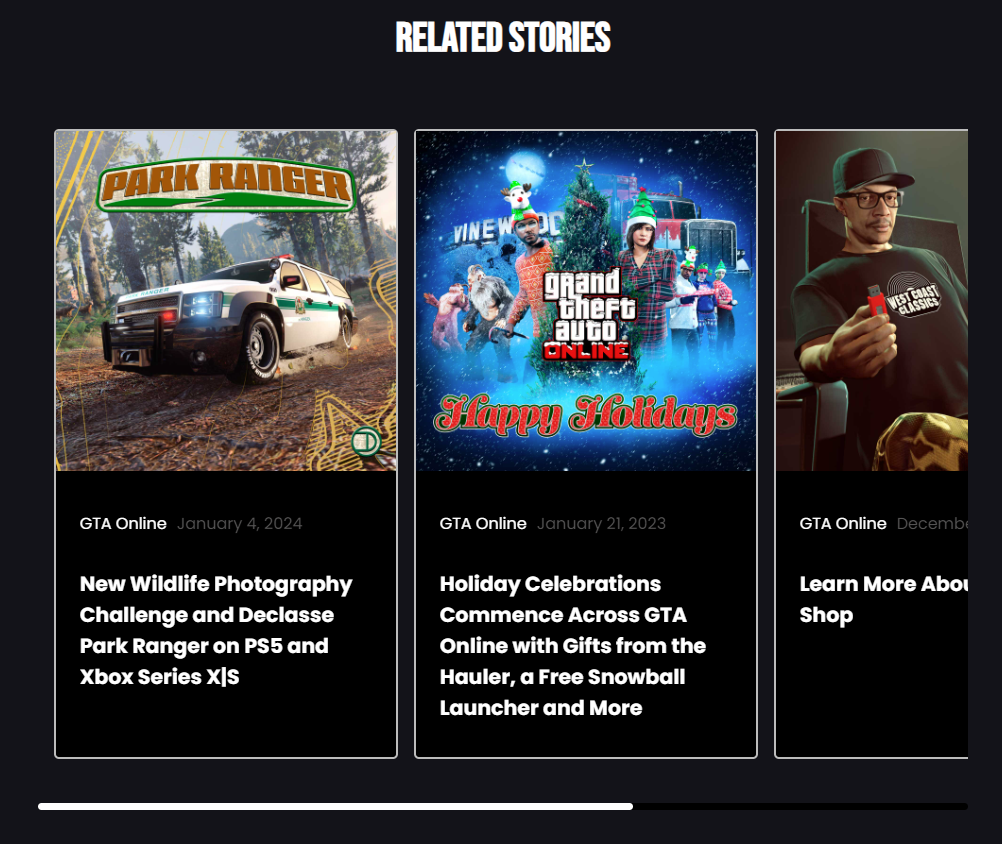 RELATED STORIES
PARK RANGER
VINEWOOD
grand
theft
auto
ONLINE
Happy Holidays
WEST COAST
CLASSICS
GTA Online January 4, 2024
New Wildlife Photography
Challenge and Declasse
Park Ranger on PS5 and
Xbox Series X|S
GTA Online January 21, 2023
Holiday Celebrations
Commence Across GTA
Online with Gifts from the
Hauler, a Free Snowball
Launcher and More
GTA Online Decembe
Learn More Abou
Shop